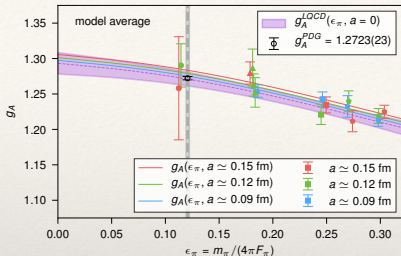 model average
g_A^{LQCD}(ε_π, a = 0)
g_A^{PDG} = 1.2723(23)
g_A
1.35
1.30
1.25
1.20
1.15
1.10
g_A(ε_π, a ≃ 0.15 fm) a ≃ 0.15 fm
g_A(ε_π, a ≃ 0.12 fm) a ≃ 0.12 fm
g_A(ε_π, a ≃ 0.09 fm) a ≃ 0.09 fm
0.00 0.05 0.10 0.15 0.20 0.25 0.30
ε_π = m_π/(4πF_π)